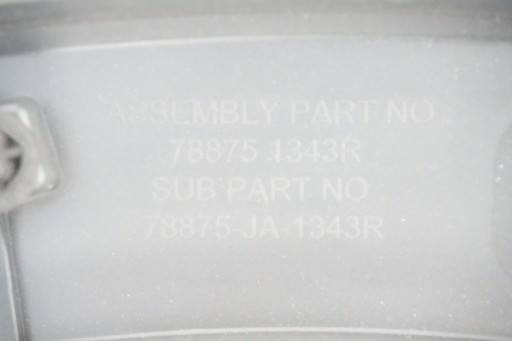 ASSEMBLY PART NO
78875 1343R
SUB PART NO
78875-JA-1343R